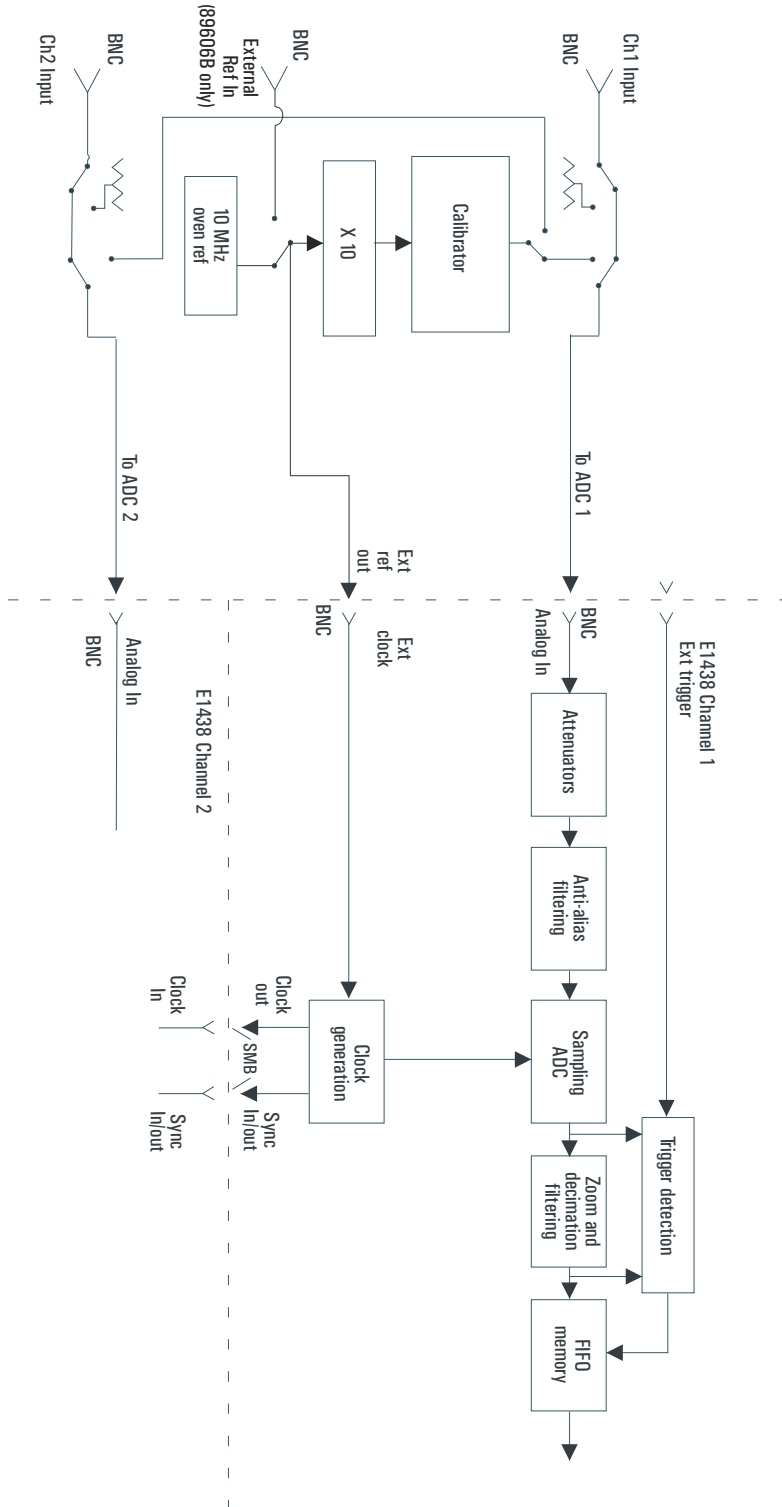 Ch1 Input
BNC
BNC
External
Ref In
(89606B only)
BNC
Ch2 Input
Calibrator
X 10
10 MHz
oven ref
To ADC 1
To ADC 2
Ext
ref
out
E1438 Channel 1
Ext trigger
BNC
Analog In
Ext
clock
BNC
Analog In
BNC
E1438 Channel 2
Attenuators
Anti-alias
filtering
Sampling
ADC
Zoom and
decimation
filtering
Trigger detection
FIFO
memory
Clock
generation
Clock
out
SMB
Sync
In/out
Clock
In
Sync
In/out